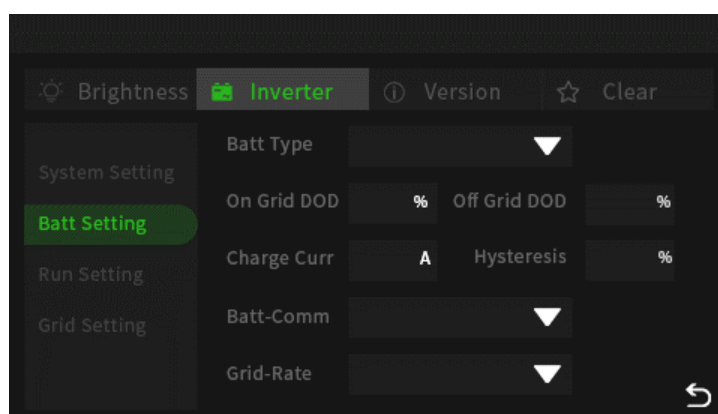 Brightness Inverter Version Clear
System Setting
Batt Setting
Run Setting
Grid Setting
Batt Type
On Grid DOD % Off Grid DOD %
Charge Curr A Hysteresis %
Batt-Comm
Grid-Rate